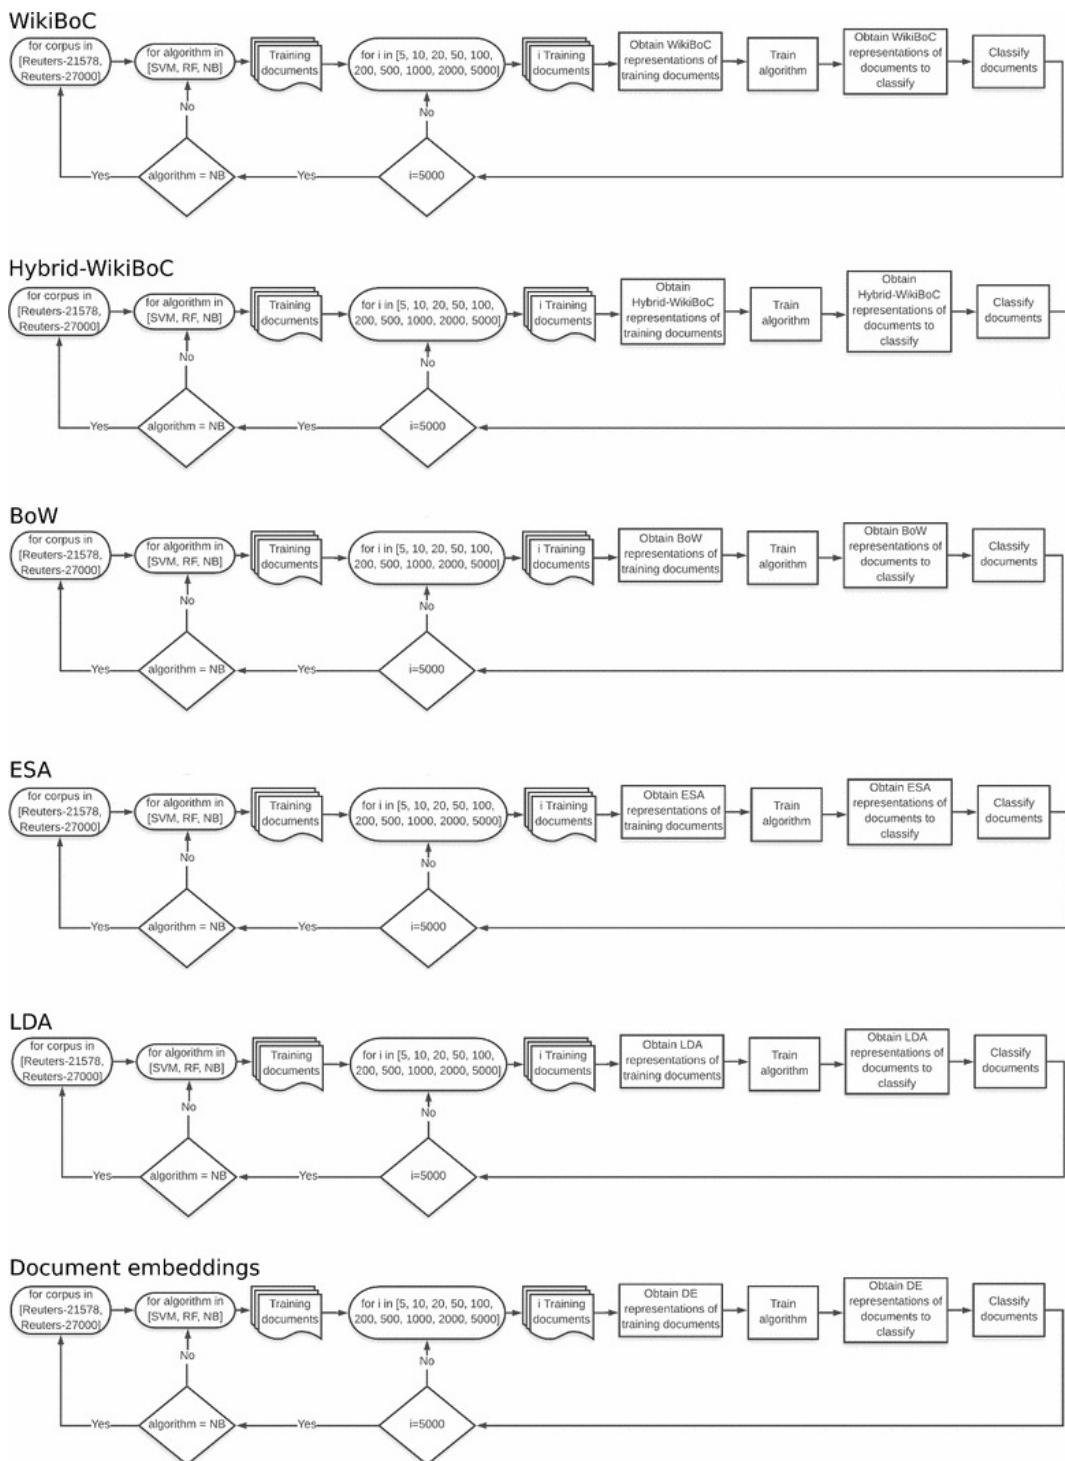 WikiBoC
for corpus in
[Reuters-21578,
Reuters-27000]
for algorithm in
[SVM, RF, NB]
Training
documents
for i in [5, 10, 20, 50, 100,
200, 500, 1000, 2000, 5000]
i Training
documents
Obtain WikiBoC
representations of
training documents
Train
algorithm
Obtain WikiBoC
representations of
documents to
classify
Classify
documents
No
No
Yes
algorithm = NB
Yes
i=5000
Hybrid-WikiBoC
for corpus in
[Reuters-21578,
Reuters-27000]
for algorithm in
[SVM, RF, NB]
Training
documents
for i in [5, 10, 20, 50, 100,
200, 500, 1000, 2000, 5000]
i Training
documents
Obtain
Hybrid-WikiBoC
representations of
training documents
Train
algorithm
Obtain
Hybrid-WikiBoC
representations of
documents to
classify
Classify
documents
No
No
Yes
algorithm = NB
Yes
i=5000
BoW
for corpus in
[Reuters-21578,
Reuters-27000]
for algorithm in
[SVM, RF, NB]
Training
documents
for i in [5, 10, 20, 50, 100,
200, 500, 1000, 2000, 5000]
i Training
documents
Obtain BoW
representations of
training documents
Train
algorithm
Obtain BoW
representations of
documents to
classify
Classify
documents
No
No
Yes
algorithm = NB
Yes
i=5000
ESA
for corpus in
[Reuters-21578,
Reuters-27000]
for algorithm in
[SVM, RF, NB]
Training
documents
for i in [5, 10, 20, 50, 100,
200, 500, 1000, 2000, 5000]
i Training
documents
Obtain ESA
representations of
training documents
Train
algorithm
Obtain ESA
representations of
documents to
classify
Classify
documents
No
No
Yes
algorithm = NB
Yes
i=5000
LDA
for corpus in
[Reuters-21578,
Reuters-27000]
for algorithm in
[SVM, RF, NB]
Training
documents
for i in [5, 10, 20, 50, 100,
200, 500, 1000, 2000, 5000]
i Training
documents
Obtain LDA
representations of
training documents
Train
algorithm
Obtain LDA
representations of
documents to
classify
Classify
documents
No
No
Yes
algorithm = NB
Yes
i=5000
Document embeddings
for corpus in
[Reuters-21578,
Reuters-27000]
for algorithm in
[SVM, RF, NB]
Training
documents
for i in [5, 10, 20, 50, 100,
200, 500, 1000, 2000, 5000]
i Training
documents
Obtain DE
representations of
training documents
Train
algorithm
Obtain DE
representations of
documents to
classify
Classify
documents
No
No
Yes
algorithm = NB
Yes
i=5000